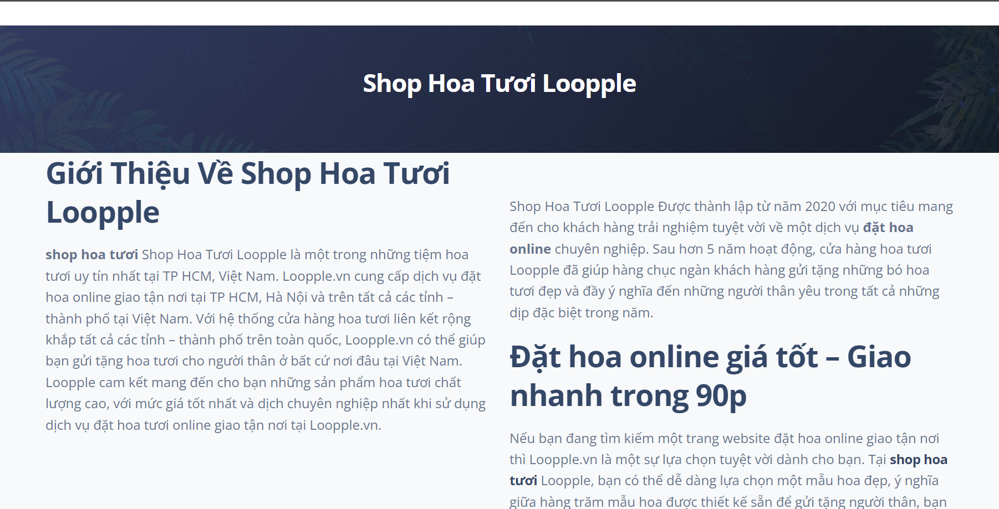 Shop Hoa Tươi Loopple
Giới Thiệu Về Shop Hoa Tươi
Loopple
shop hoa tươi Shop Hoa Tươi Loopple là một trong những tiệm hoa
tươi uy tín nhất tại TP HCM, Việt Nam. Loopple.vn cung cấp dịch vụ đặt
hoa online giao tận nơi tại TP HCM, Hà Nội và trên tất cả các tỉnh –
thành phố tại Việt Nam. Với hệ thống cửa hàng hoa tươi liên kết rộng
khắp tất cả các tỉnh – thành phố trên toàn quốc, Loopple.vn có thể giúp
bạn gửi tặng hoa tươi cho người thân ở bất cứ nơi đâu tại Việt Nam.
Loopple cam kết mang đến cho bạn những sản phẩm hoa tươi chất
lượng cao, với mức giá tốt nhất và dịch chuyên nghiệp nhất khi sử dụng
dịch vụ đặt hoa tươi online giao tận nơi tại Loopple.vn.
Shop Hoa Tươi Loopple Được thành lập từ năm 2020 với mục tiêu mang
đến cho khách hàng trải nghiệm tuyệt vời về một dịch vụ đặt hoa
online chuyên nghiệp. Sau hơn 5 năm hoạt động, cửa hàng hoa tươi
Loopple đã giúp hàng chục ngàn khách hàng gửi tặng những bó hoa
tươi đẹp và đầy ý nghĩa đến những người thân yêu trong tất cả những
dịp đặc biệt trong năm.
Đặt hoa online giá tốt – Giao
nhanh trong 90p
Nếu bạn đang tìm kiếm một trang website đặt hoa online giao tận nơi
thì Loopple.vn là một sự lựa chọn tuyệt vời dành cho bạn. Tại shop hoa
tươi Loopple, bạn có thể dễ dàng lựa chọn một mẫu hoa đẹp, ý nghĩa
giữa hàng trăm mẫu hoa được thiết kế sẵn để gửi tặng người thân, bạn